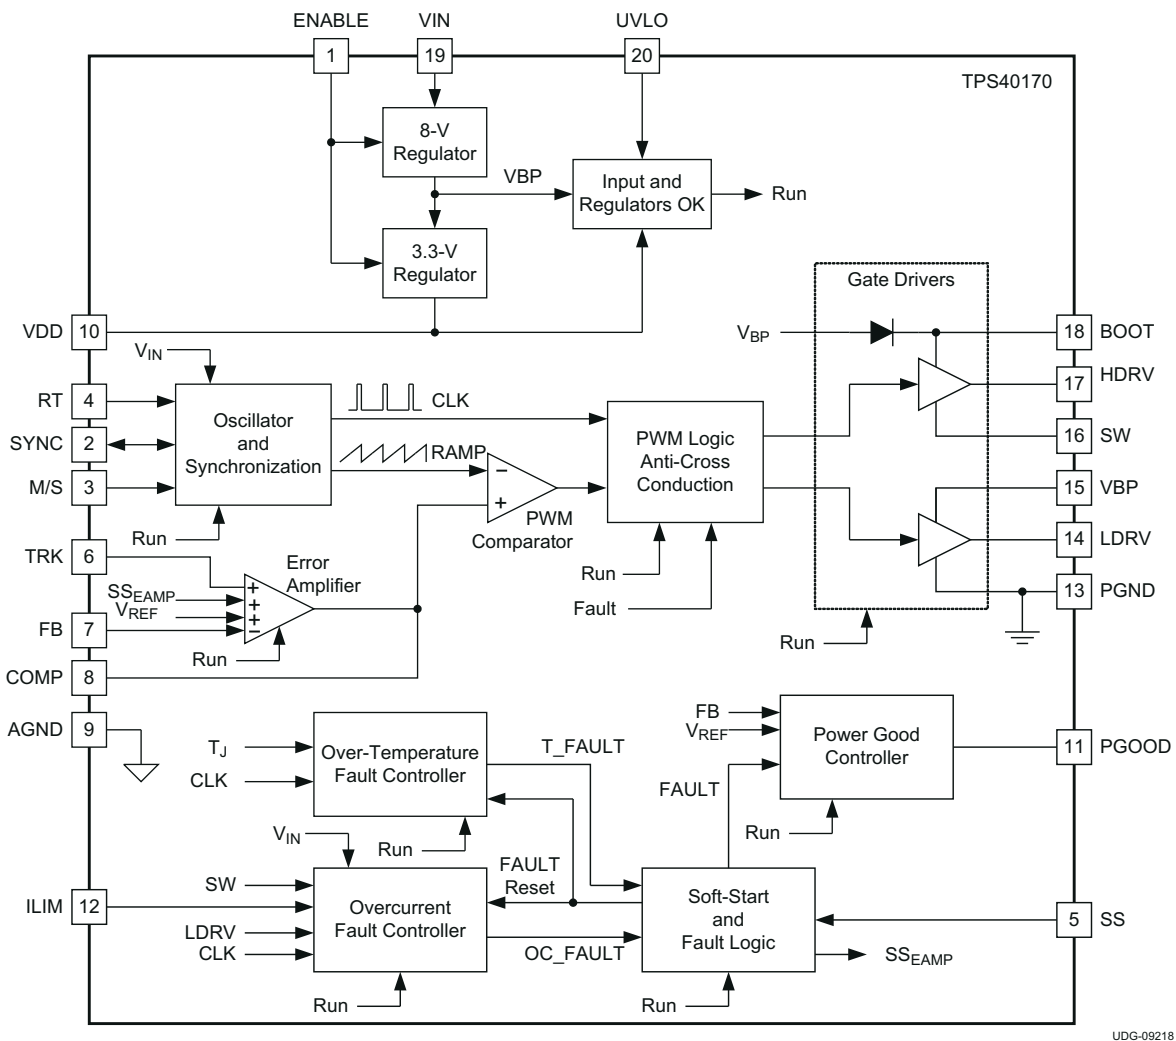 ENABLE
VIN
UVLO
1
19
20
TPS40170
8-V
Regulator
VBP
Input and
Regulators OK
Run
3.3-V
Regulator
Gate Drivers
VDD
10
VBP
18
BOOT
VIN
RT
4
CLK
17
HDRV
Oscillator
and
Synchronization
SYNC
2
PWM Logic
Anti-Cross
Conduction
16
SW
RAMP
M/S
3
−
+
15
VBP
PWM
Comparator
Run
14
LDRV
TRK
6
Error
Amplifier
Run
13
PGND
SSEAMP
VREF
+
+
+
−
Fault
FB
7
Run
Run
COMP
8
AGND
9
FB
VREF
Power Good
Controller
11
PGOOD
TJ
CLK
Over-Temperature
Fault Controller
T_FAULT
FAULT
Run
VIN
Run
FAULT
Reset
SW
ILIM
12
Overcurrent
Fault Controller
Soft-Start
and
Fault Logic
5
SS
LDRV
CLK
OC_FAULT
SSEAMP
Run
Run
UDG-09218